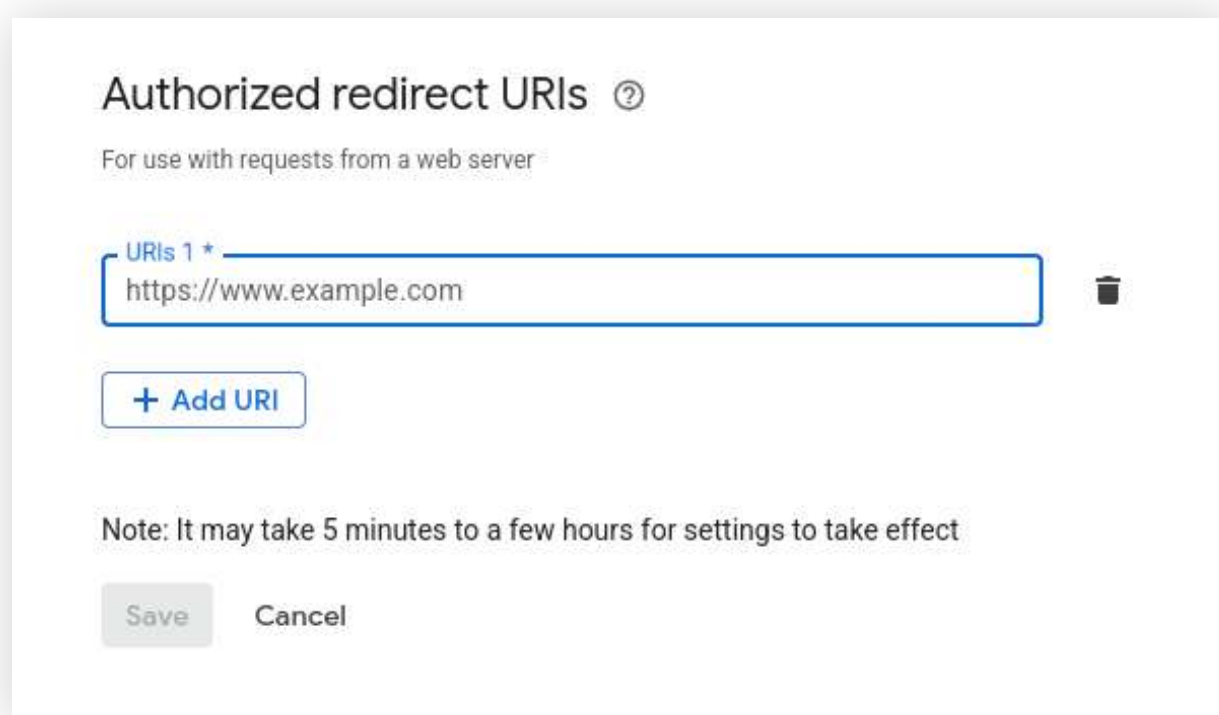 Authorized redirect URIs
For use with requests from a web server
URIs 1 *
https://www.example.com
+ Add URI
Note: It may take 5 minutes to a few hours for settings to take effect
Save Cancel